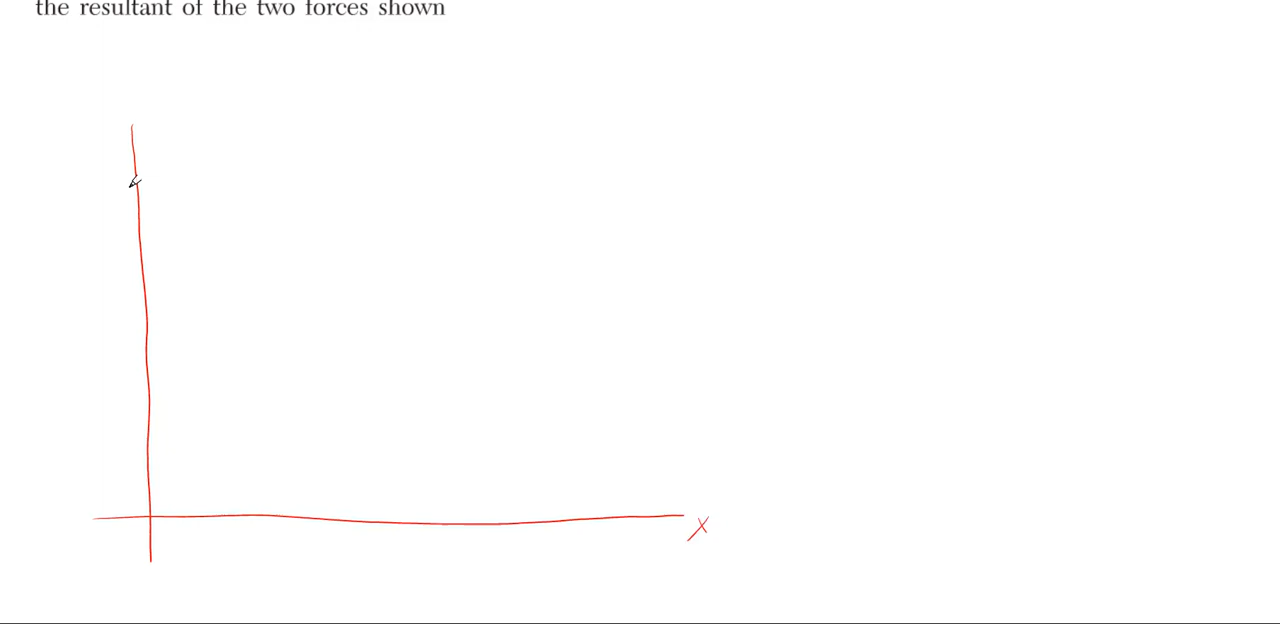 the resultant of the two forces shown
x